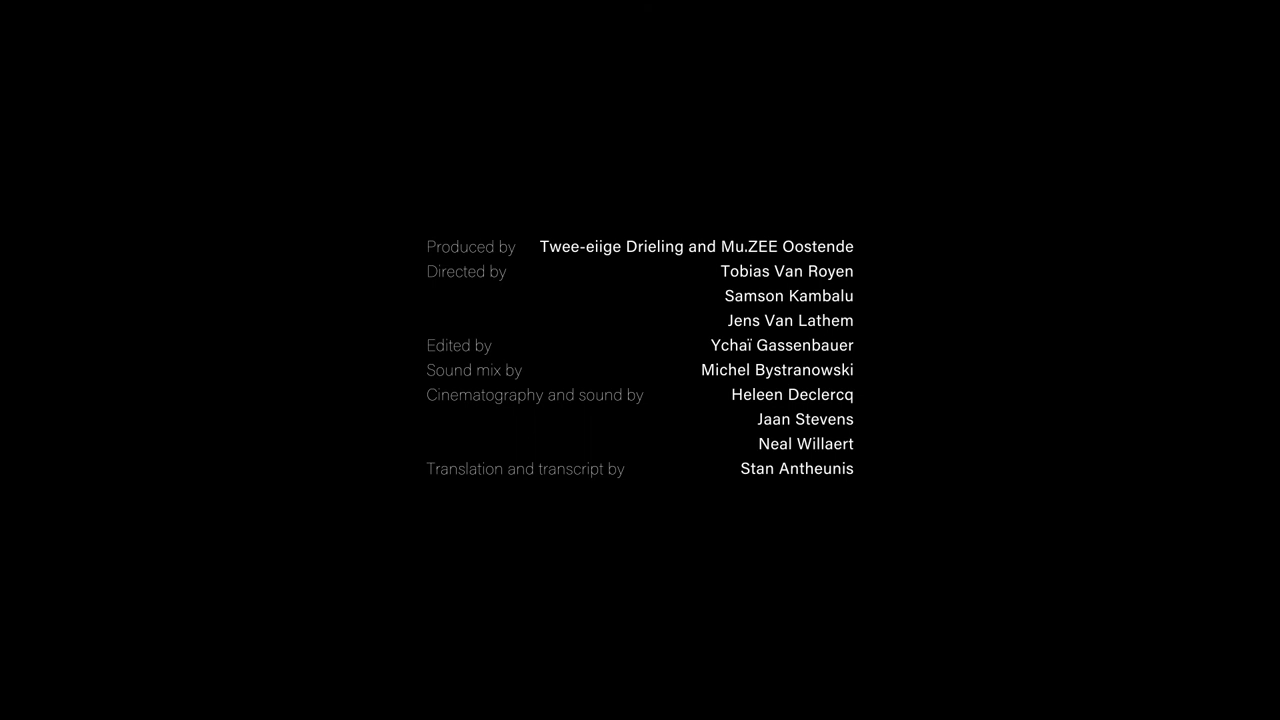 Produced by Twee-eiige Drieling and Mu.ZEE Oostende
Directed by Tobias Van Royen
Samson Kambalu
Jens Van Lathem
Edited by Ychaï Gassenbauer
Sound mix by Michel Bystranowski
Cinematography and sound by Heleen Declercq
Jaan Stevens
Neal Willaert
Translation and transcript by Stan Antheunis